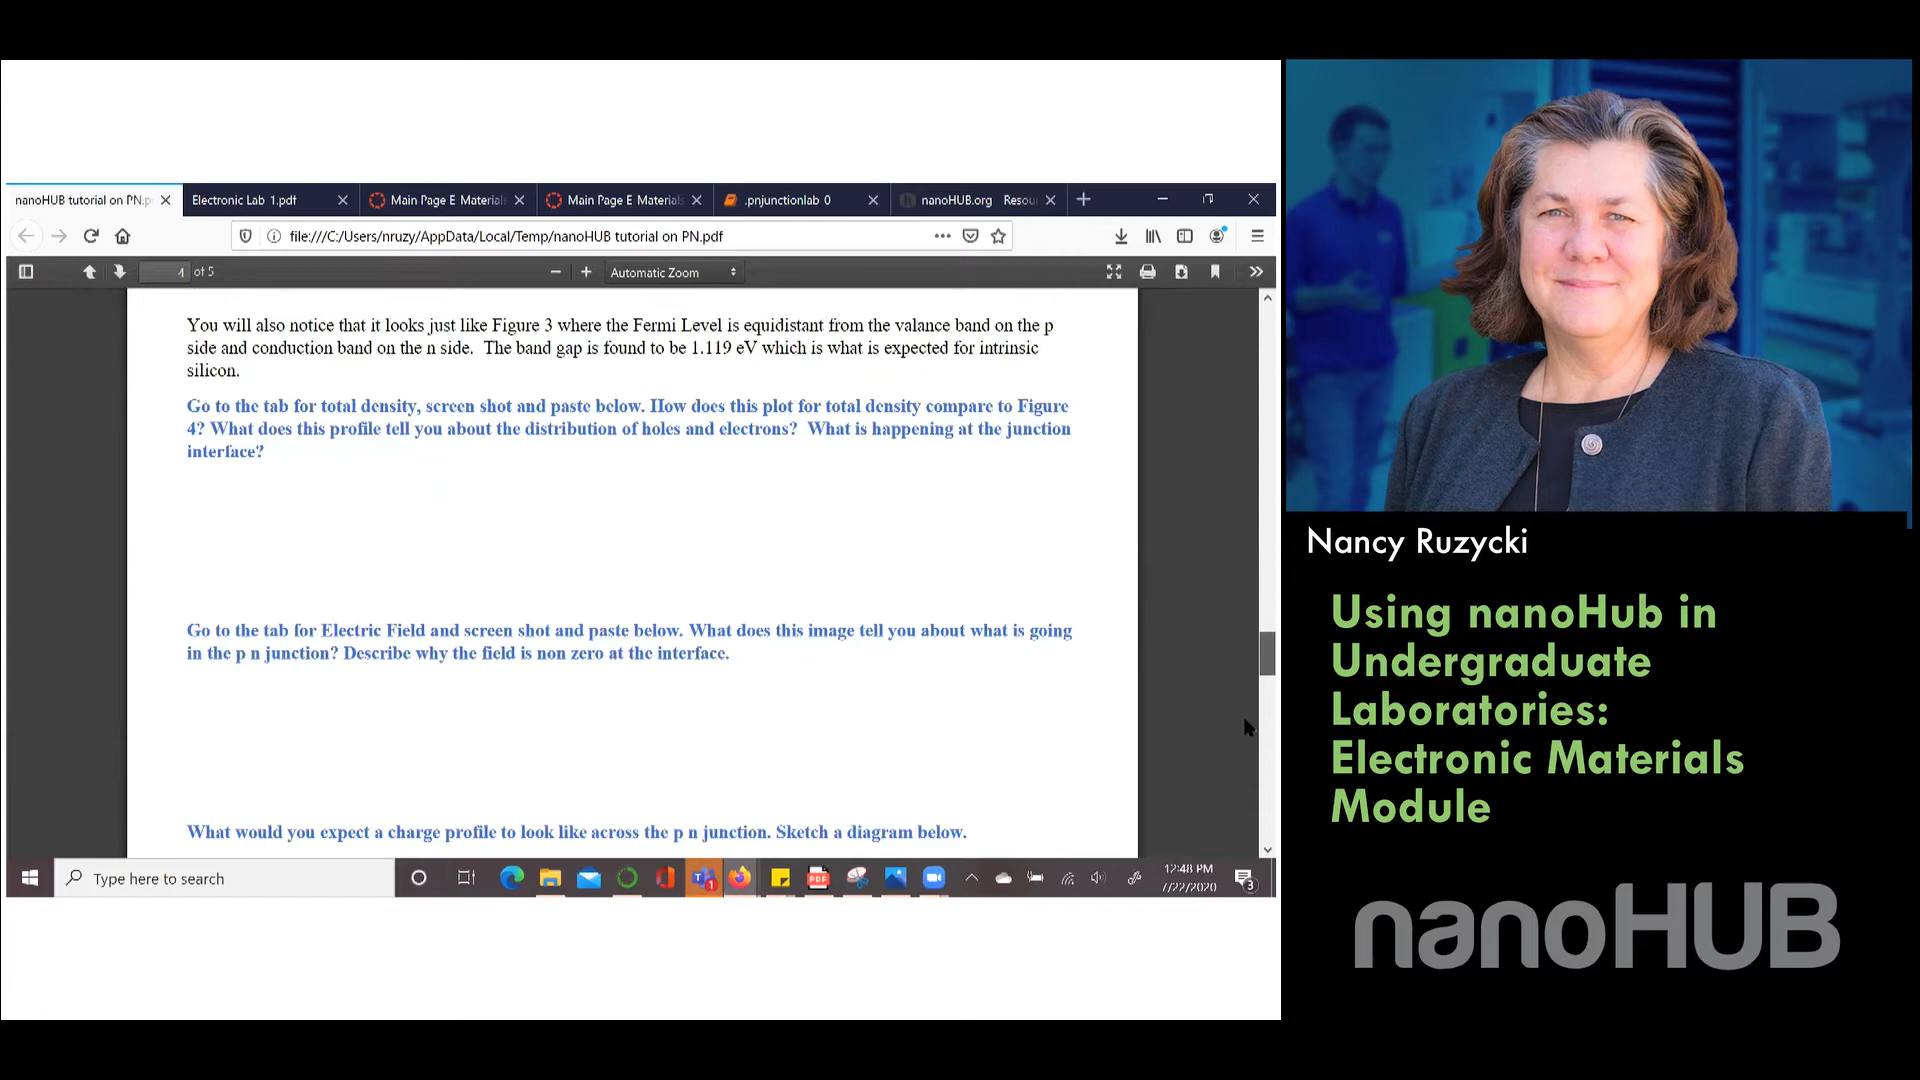 nanoHUB tutorial on PN.p
Electronic Lab 1.pdf
Main Page E Materials
Main Page E Materials
.pnjunctionlab 0
nanoHUB.org Resou
file:///C:/Users/nruzy/AppData/Local/Temp/nanoHUB tutorial on PN.pdf
4 of 5
Automatic Zoom
You will also notice that it looks just like Figure 3 where the Fermi Level is equidistant from the valance band on the p
side and conduction band on the n side. The band gap is found to be 1.119 eV which is what is expected for intrinsic
silicon.
Go to the tab for total density, screen shot and paste below. How does this plot for total density compare to Figure
4? What does this profile tell you about the distribution of holes and electrons? What is happening at the junction
interface?
Go to the tab for Electric Field and screen shot and paste below. What does this image tell you about what is going
in the p n junction? Describe why the field is non zero at the interface.
What would you expect a charge profile to look like across the p n junction. Sketch a diagram below.
Type here to search
12:48 PM
7/22/2020
3
Nancy Ruzycki
Using nanoHub in
Undergraduate
Laboratories:
Electronic Materials
Module
nanoHUB